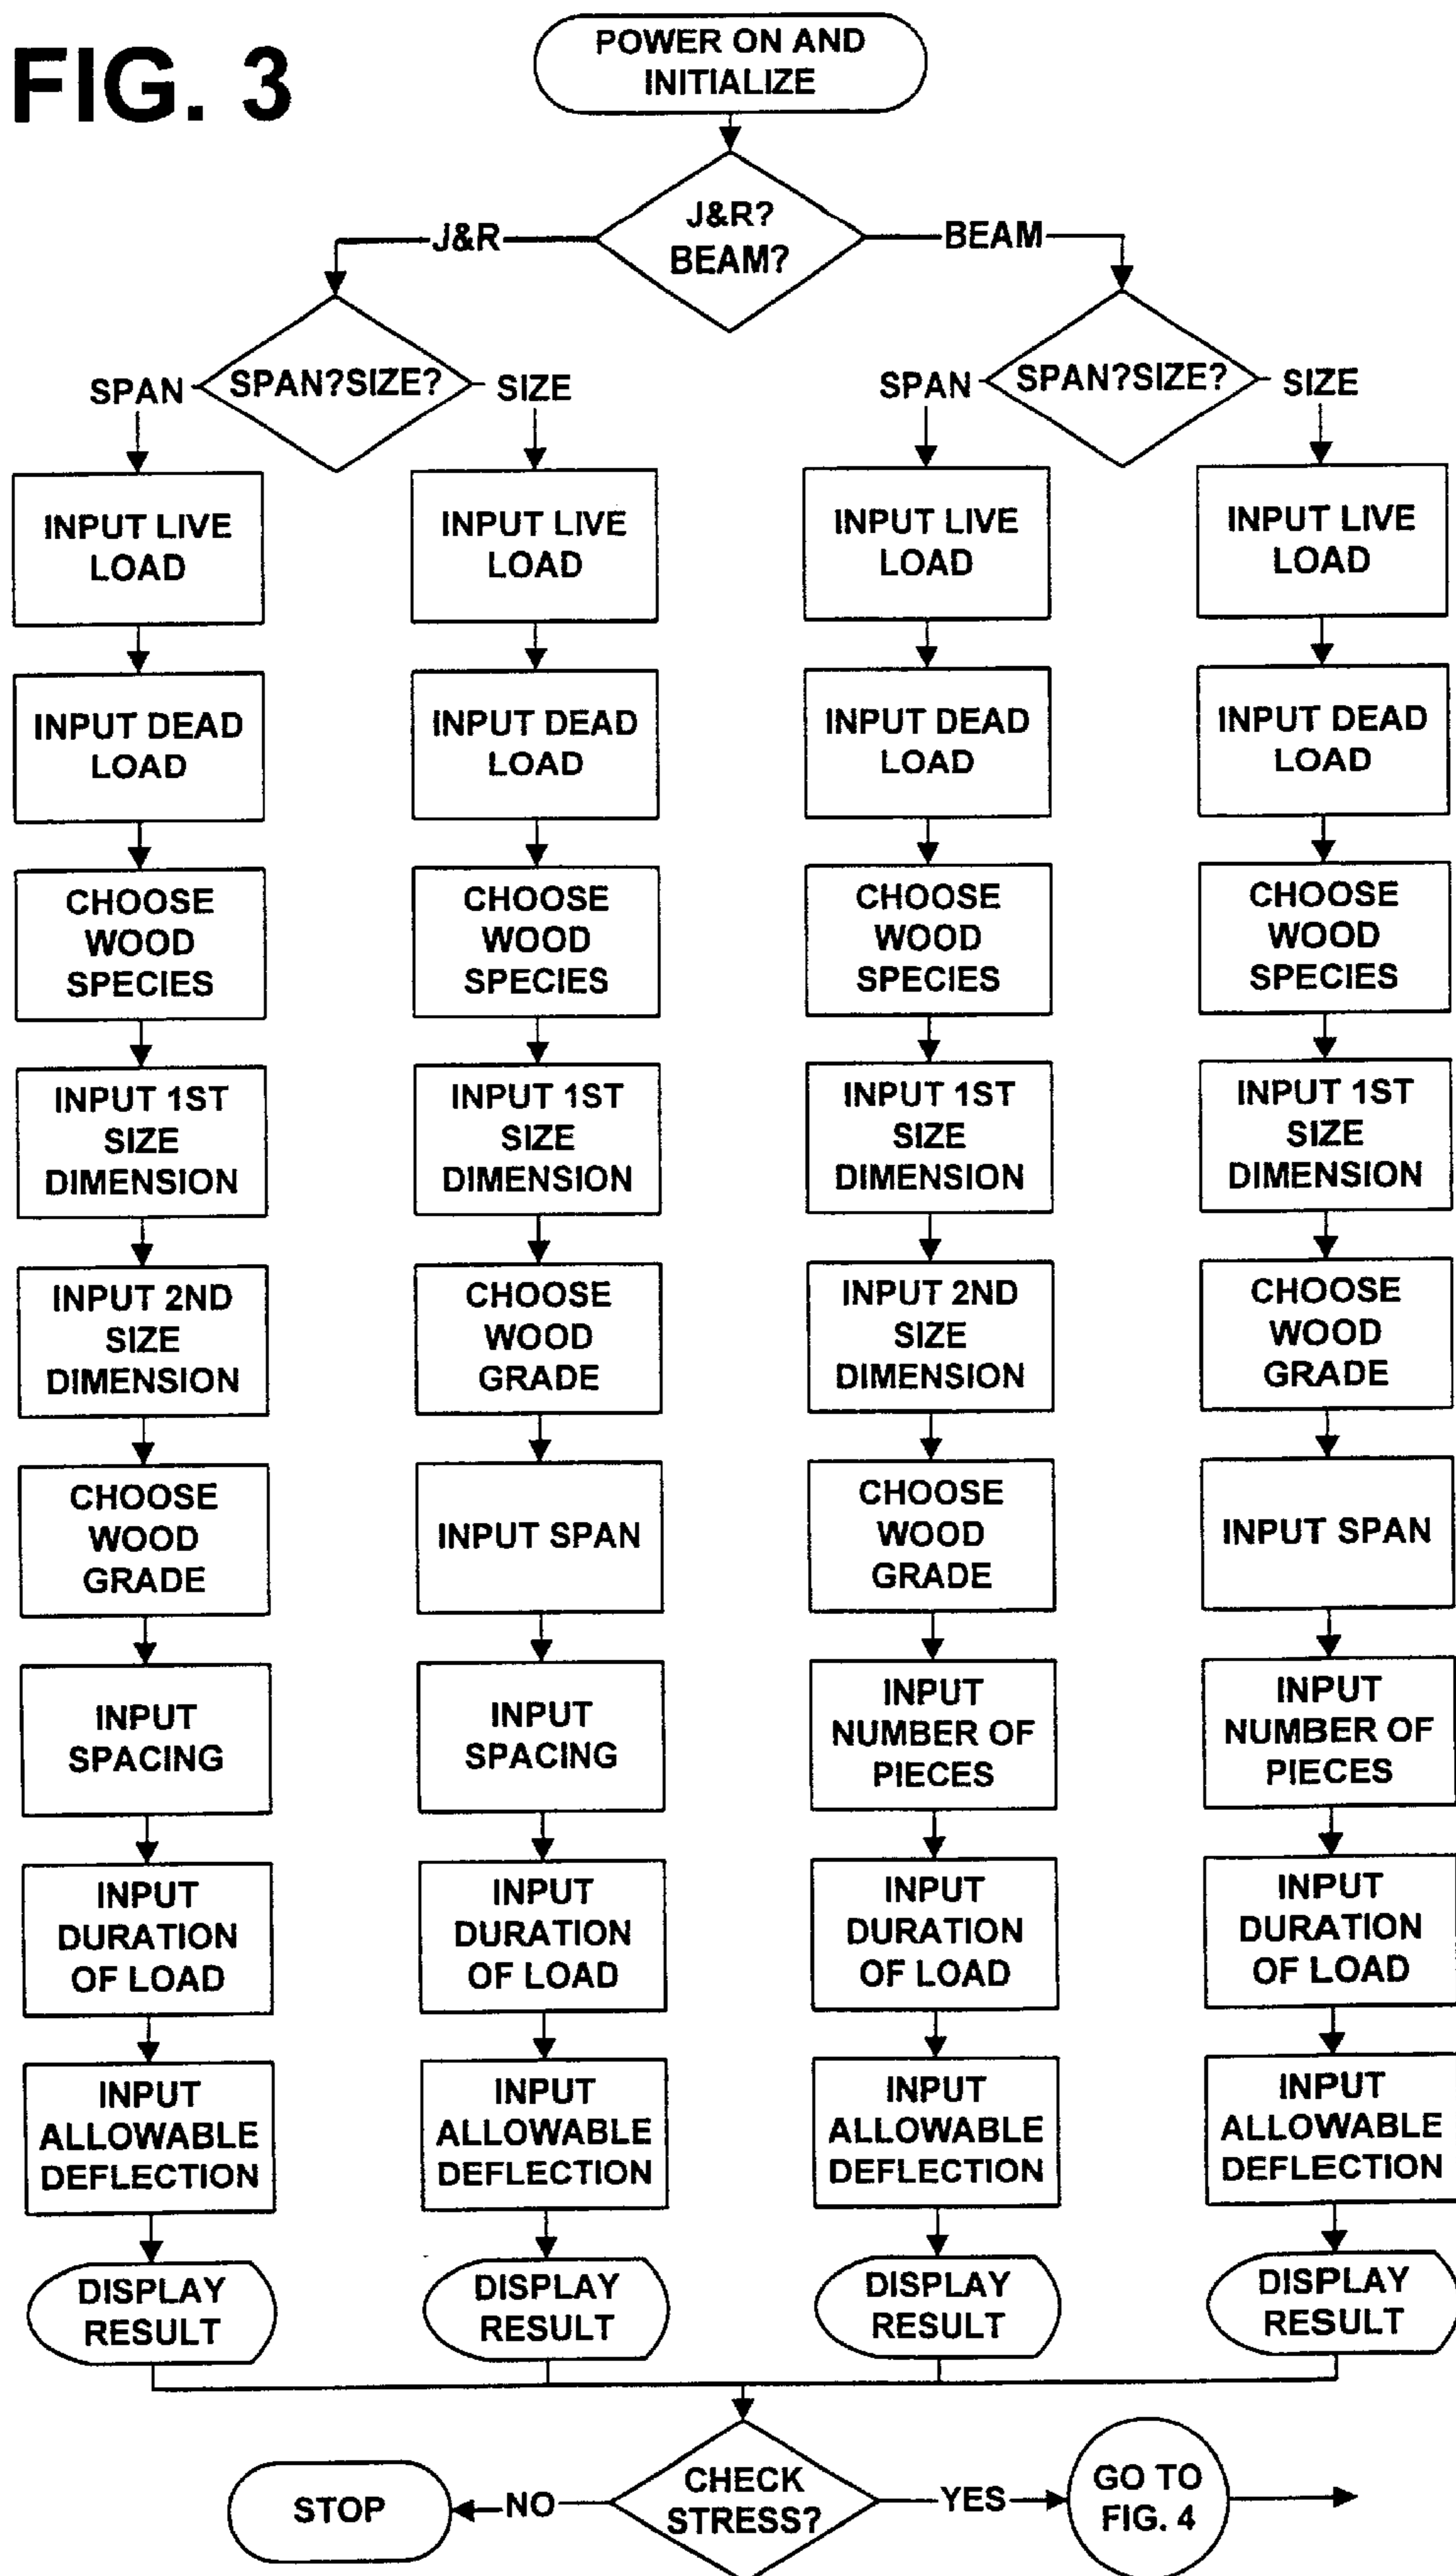 FIG. 3
POWER ON AND
INITIALIZE
J&R?
BEAM?
J&R
BEAM
SPAN?SIZE?
SPAN
SIZE
SPAN?SIZE?
SPAN
SIZE
INPUT LIVE
LOAD
INPUT DEAD
LOAD
CHOOSE
WOOD
SPECIES
INPUT 1ST
SIZE
DIMENSION
INPUT 2ND
SIZE
DIMENSION
CHOOSE
WOOD
GRADE
INPUT
SPACING
INPUT
DURATION
OF LOAD
INPUT
ALLOWABLE
DEFLECTION
DISPLAY
RESULT
INPUT LIVE
LOAD
INPUT DEAD
LOAD
CHOOSE
WOOD
SPECIES
INPUT 1ST
SIZE
DIMENSION
CHOOSE
WOOD
GRADE
INPUT SPAN
INPUT
SPACING
INPUT
DURATION
OF LOAD
INPUT
ALLOWABLE
DEFLECTION
DISPLAY
RESULT
INPUT LIVE
LOAD
INPUT DEAD
LOAD
CHOOSE
WOOD
SPECIES
INPUT 1ST
SIZE
DIMENSION
INPUT 2ND
SIZE
DIMENSION
CHOOSE
WOOD
GRADE
INPUT
NUMBER OF
PIECES
INPUT
DURATION
OF LOAD
INPUT
ALLOWABLE
DEFLECTION
DISPLAY
RESULT
INPUT LIVE
LOAD
INPUT DEAD
LOAD
CHOOSE
WOOD
SPECIES
INPUT 1ST
SIZE
DIMENSION
CHOOSE
WOOD
GRADE
INPUT SPAN
INPUT
NUMBER OF
PIECES
INPUT
DURATION
OF LOAD
INPUT
ALLOWABLE
DEFLECTION
DISPLAY
RESULT
CHECK
STRESS?
NO
STOP
YES
GO TO
FIG. 4